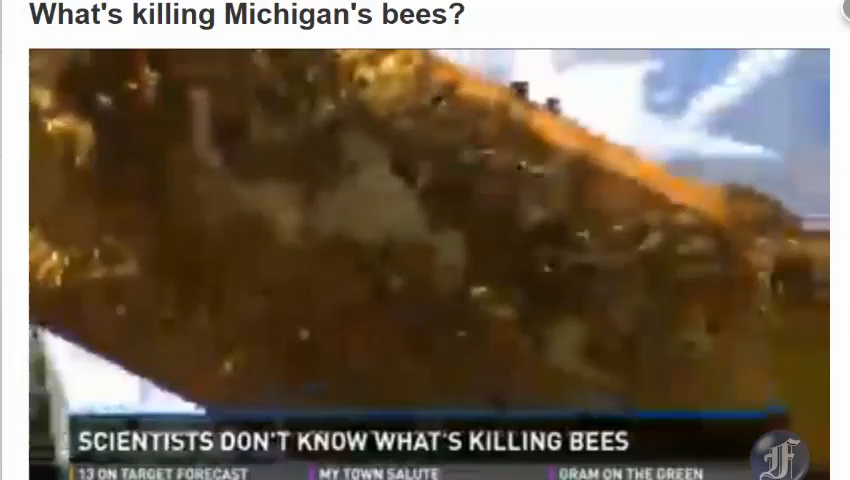 What's killing Michigan's bees?
SCIENTISTS DON'T KNOW WHAT'S KILLING BEES
13 ON TARGET FORECAST MY TOWN SALUTE GRAM ON THE GREEN
F